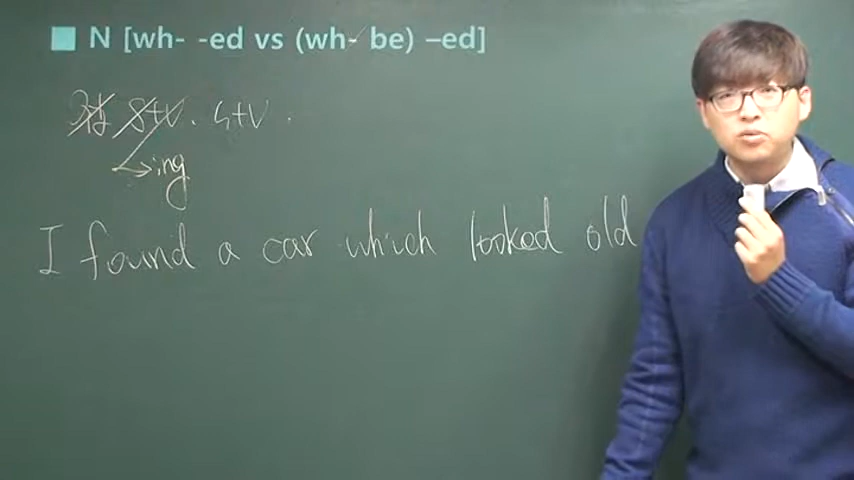 N [wh- -ed vs (wh- be) –ed]
S+V. S+V.
ing
I found a car which looked old